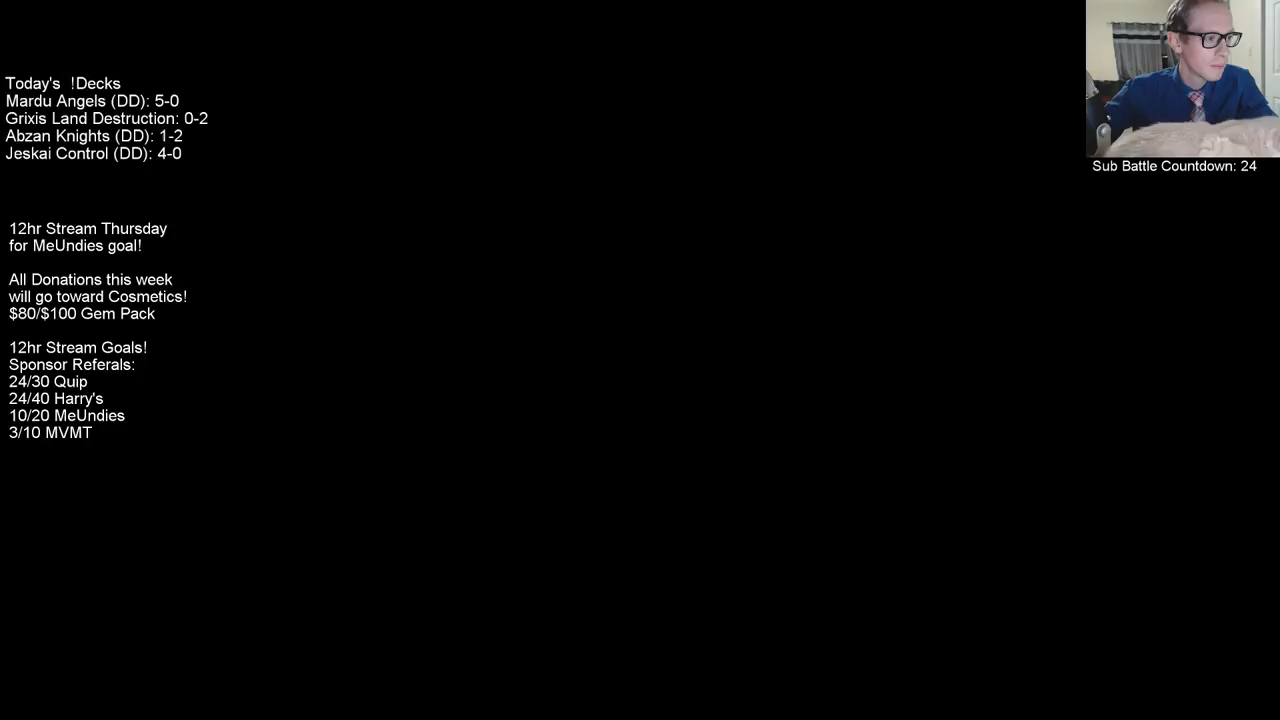 Today's !Decks
Mardu Angels (DD): 5-0
Grixis Land Destruction: 0-2
Abzan Knights (DD): 1-2
Jeskai Control (DD): 4-0
Sub Battle Countdown: 24
12hr Stream Thursday
for MeUndies goal!
All Donations this week
will go toward Cosmetics!
$80/$100 Gem Pack
12hr Stream Goals!
Sponsor Referals:
24/30 Quip
24/40 Harry's
10/20 MeUndies
3/10 MVMT